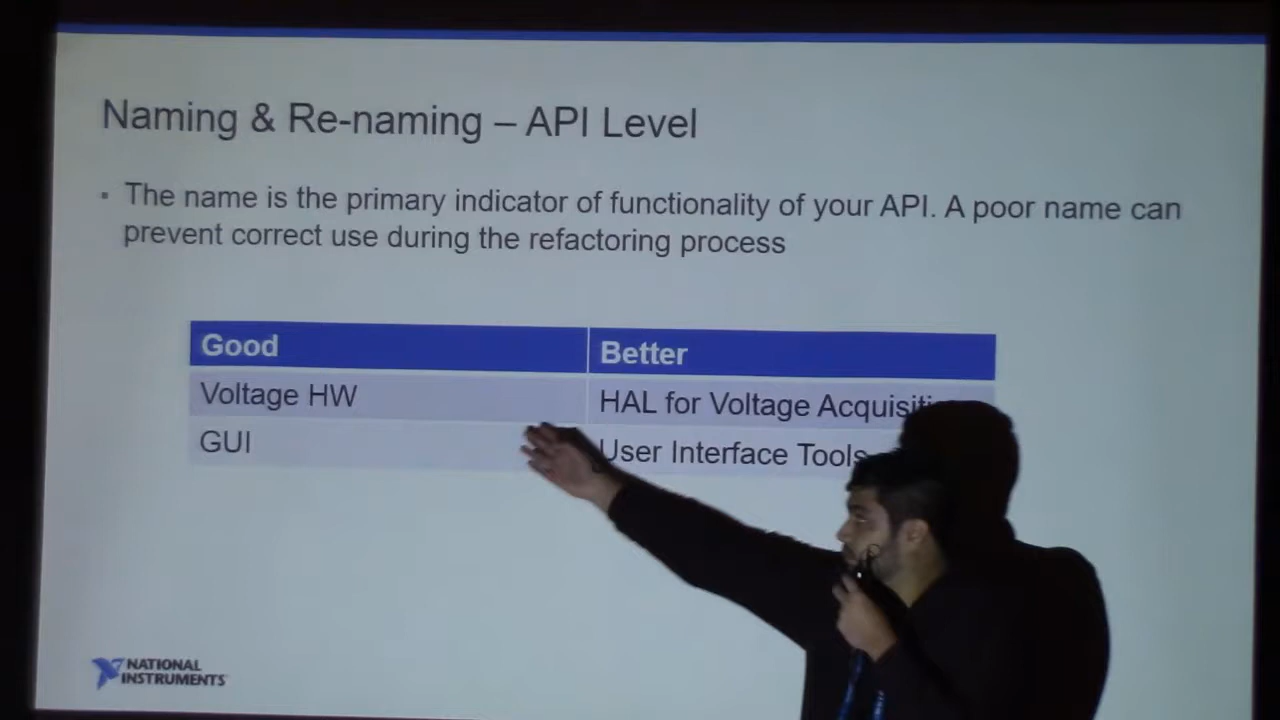 Naming & Re-naming – API Level
▪ The name is the primary indicator of functionality of your API. A poor name can
prevent correct use during the refactoring process
Good Better
Voltage HW HAL for Voltage
GUI User Interface Tools
NATIONAL
INSTRUMENTS